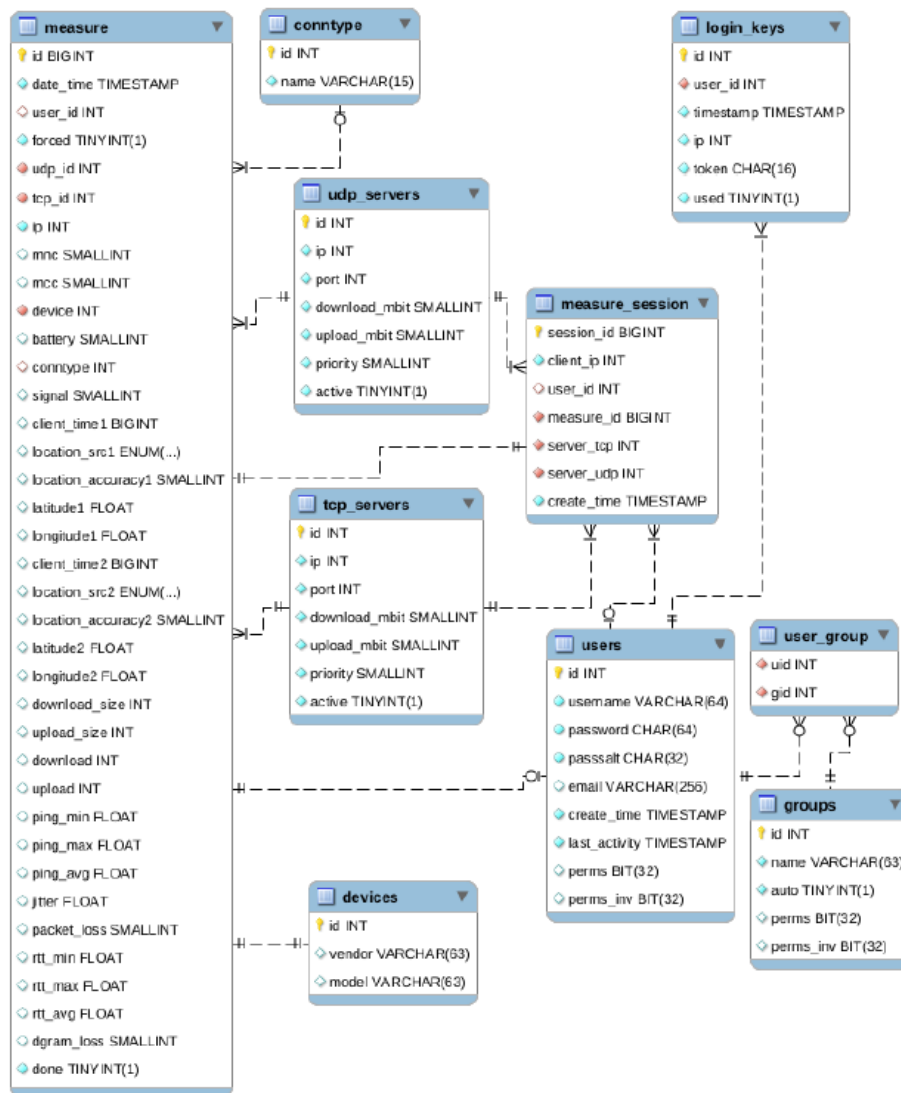 measure
id BIGINT
date_time TIMESTAMP
user_id INT
forced TINYINT(1)
udp_id INT
tcp_id INT
ip INT
mnc SMALLINT
mcc SMALLINT
device INT
battery SMALLINT
conntype INT
signal SMALLINT
client_time1 BIGINT
location_src1 ENUM(...)
location_accuracy1 SMALLINT
latitude1 FLOAT
longitude1 FLOAT
client_time2 BIGINT
location_src2 ENUM(...)
location_accuracy2 SMALLINT
latitude2 FLOAT
longitude2 FLOAT
download_size INT
upload_size INT
download INT
upload INT
ping_min FLOAT
ping_max FLOAT
ping_avg FLOAT
jitter FLOAT
packet_loss SMALLINT
rtt_min FLOAT
rtt_max FLOAT
rtt_avg FLOAT
dgram_loss SMALLINT
done TINYINT(1)
conntype
id INT
name VARCHAR(15)
udp_servers
id INT
ip INT
port INT
download_mbit SMALLINT
upload_mbit SMALLINT
priority SMALLINT
active TINYINT(1)
tcp_servers
id INT
ip INT
port INT
download_mbit SMALLINT
upload_mbit SMALLINT
priority SMALLINT
active TINYINT(1)
devices
id INT
vendor VARCHAR(63)
model VARCHAR(63)
measure_session
session_id BIGINT
client_ip INT
user_id INT
measure_id BIGINT
server_tcp INT
server_udp INT
create_time TIMESTAMP
login_keys
id INT
user_id INT
timestamp TIMESTAMP
ip INT
token CHAR(16)
used TINYINT(1)
users
id INT
username VARCHAR(64)
password CHAR(64)
passsalt CHAR(32)
email VARCHAR(256)
create_time TIMESTAMP
last_activity TIMESTAMP
perms BIT(32)
perms_inv BIT(32)
user_group
uid INT
gid INT
groups
id INT
name VARCHAR(63)
auto TINYINT(1)
perms BIT(32)
perms_inv BIT(32)